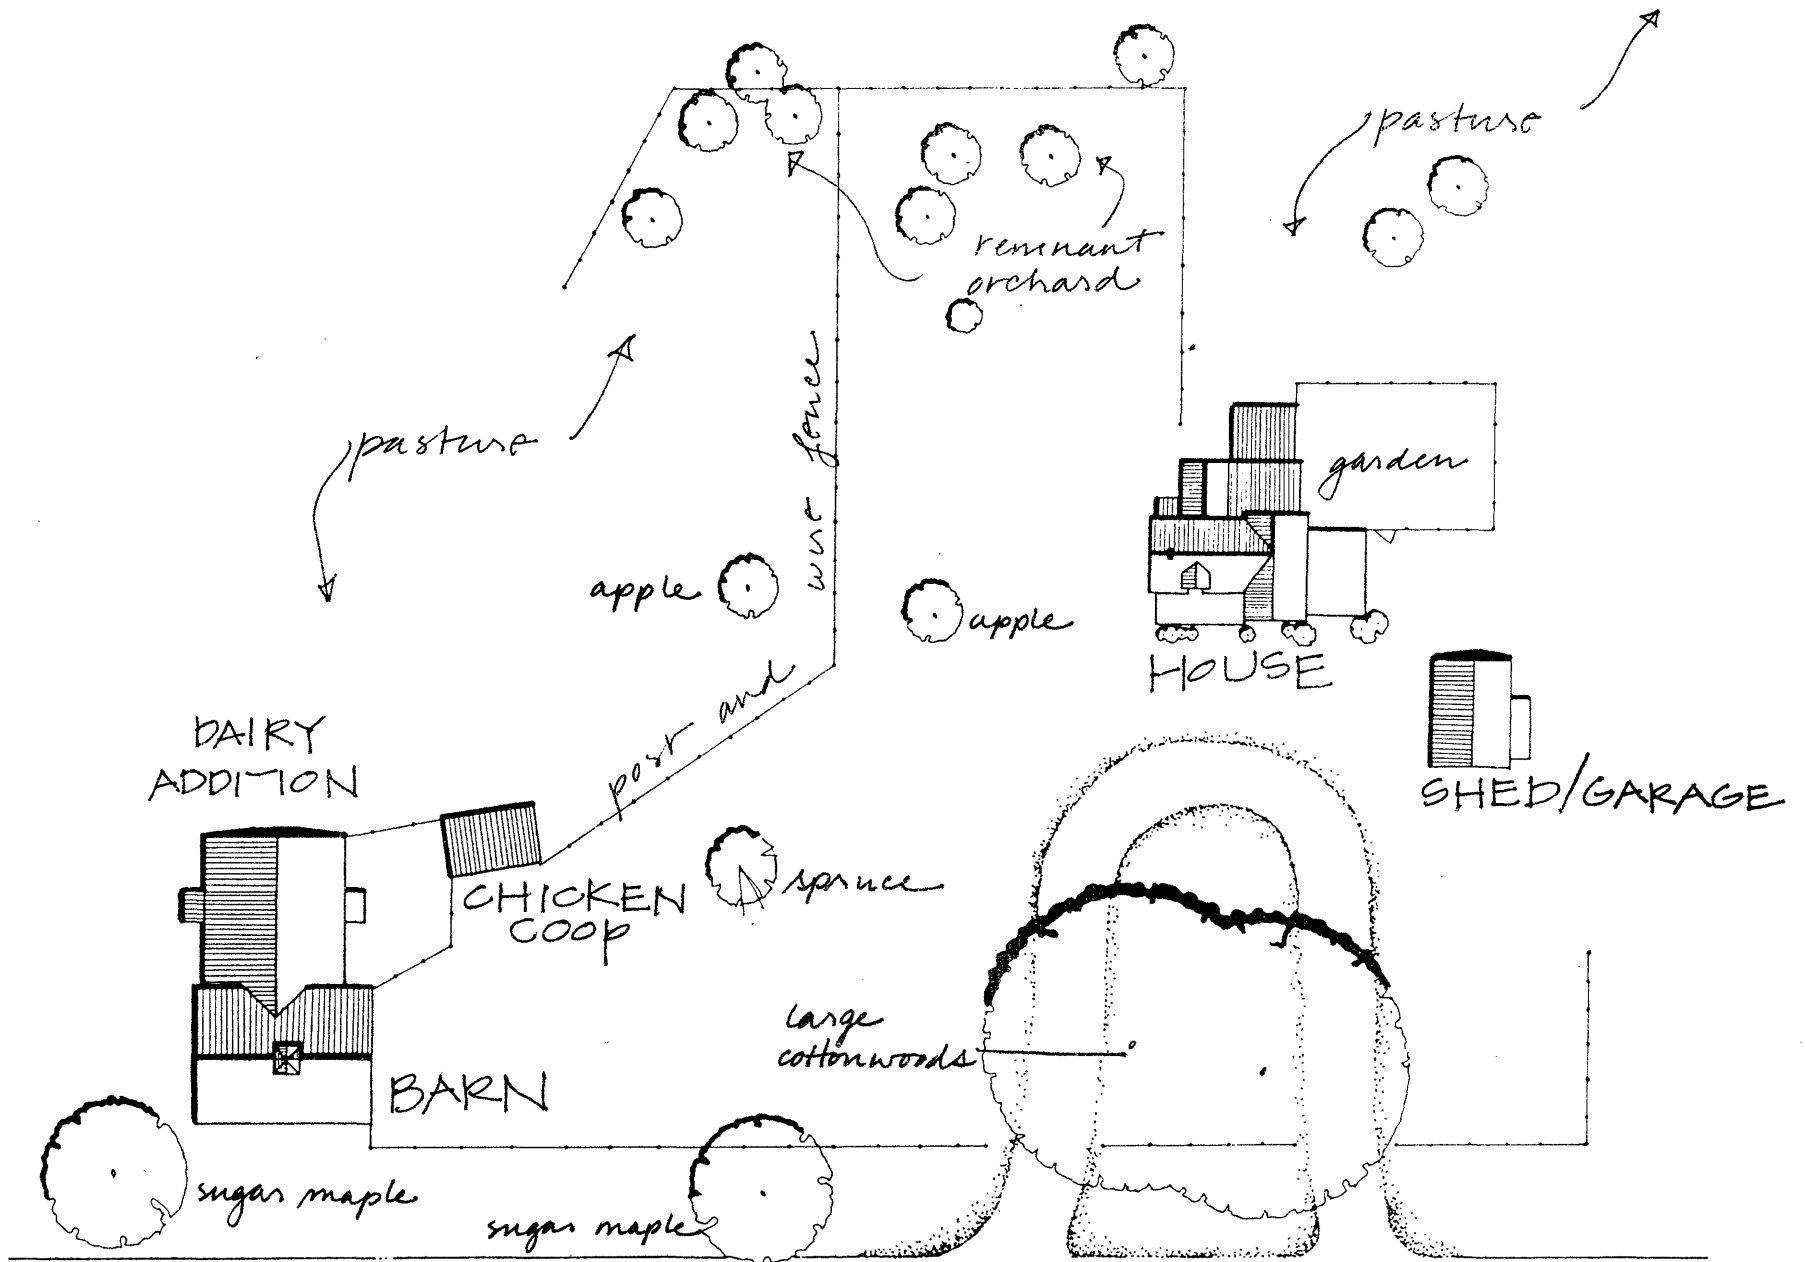 pasture
remnant
orchard
pasture
post and wire fence
garden
apple
apple
HOUSE
DAIRY
ADDITION
SHED/GARAGE
CHICKEN
COOP
spruce
large
cottonwoods
BARN
sugar maple
sugar maple